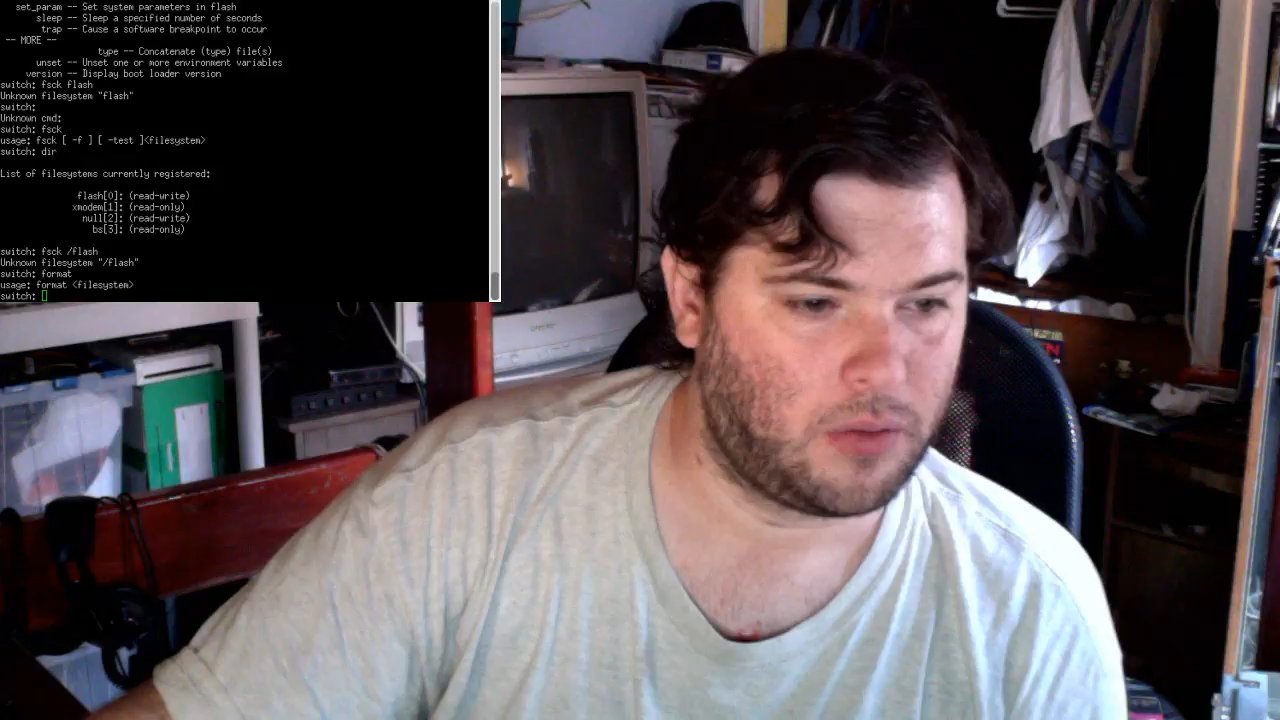 set_param -- Set system parameters in flash
sleep -- Sleep a specified number of seconds
trap -- Cause a software breakpoint to occur
-- MORE --
type -- Concatenate (type) file(s)
unset -- Unset one or more environment variables
version -- Display boot loader version
switch: fsck flash
Unknown filesystem "flash"
switch:
Unknown cmd:
switch: fsck
usage: fsck [ -f ] [ -test ]<filesystem>
switch: dir
List of filesystems currently registered:
flash[0]: (read-write)
xmodem[1]: (read-only)
null[2]: (read-write)
bs[3]: (read-only)
switch: fsck /flash
Unknown filesystem "/flash"
switch: format
usage: format <filesystem>
switch: